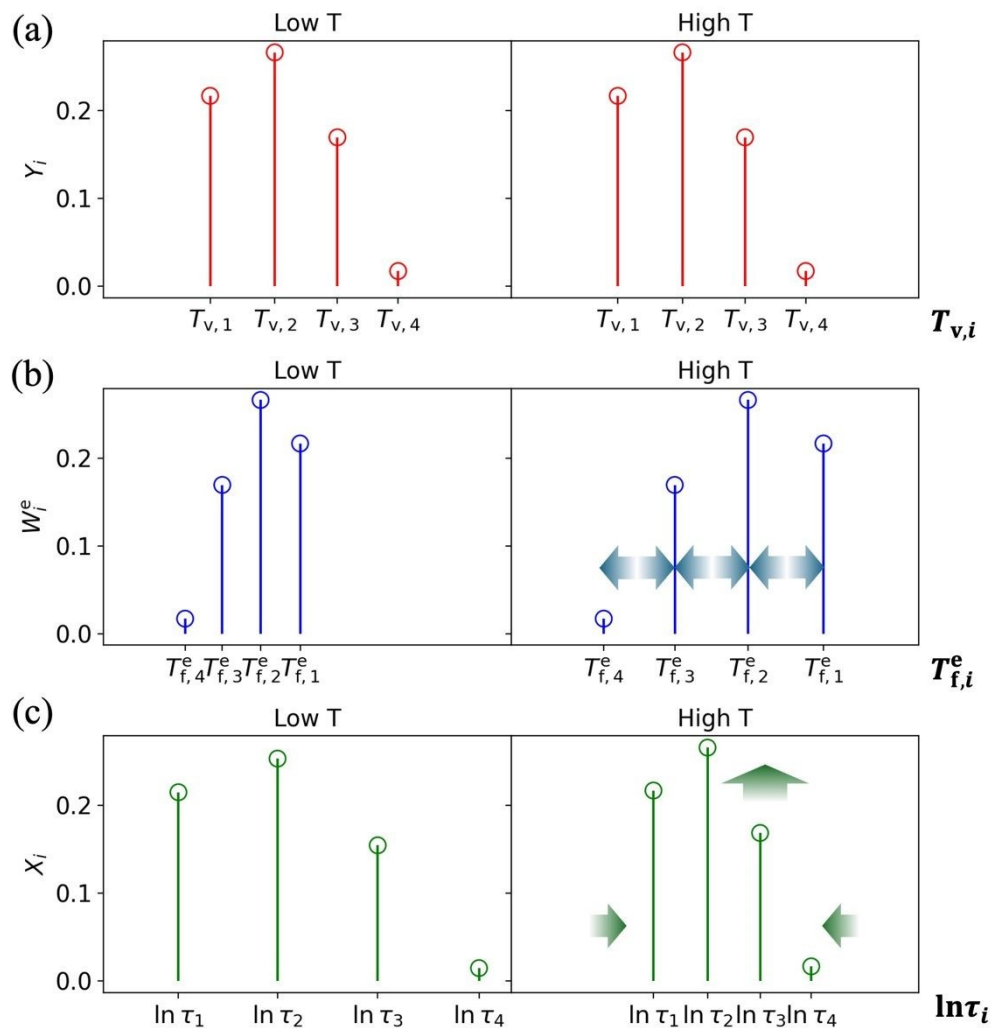 (a)
Low T High T
Y_i
0.2
0.1
0.0
T_v,1 T_v,2 T_v,3 T_v,4 T_v,1 T_v,2 T_v,3 T_v,4 T_v,i
(b)
Low T High T
W_i^e
0.2
0.1
0.0
T_f,4^e T_f,3^e T_f,2^e T_f,1^e T_f,4^e T_f,3^e T_f,2^e T_f,1^e T_f,i^e
(c)
Low T High T
X_i
0.2
0.1
0.0
ln τ_1 ln τ_2 ln τ_3 ln τ_4 ln τ_1 ln τ_2 ln τ_3 ln τ_4 lnτ_i